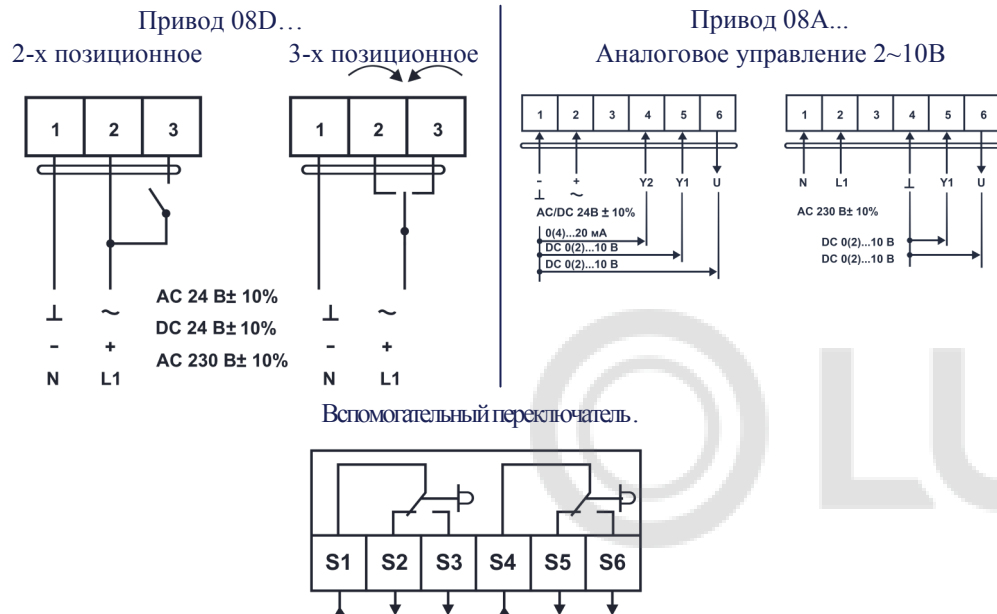 Привод 08D…
2-х позиционное
3-х позиционное
1 2 3
1 2 3
AC 24 В± 10%
DC 24 В± 10%
AC 230 В± 10%
⊥ ~
- +
N L1
⊥ ~
- +
N L1
Привод 08A...
Аналоговое управление 2~10В
1 2 3 4 5 6
- + Y2 Y1 U
⊥ ~
AC/DC 24В ± 10%
0(4)...20 мА
DC 0(2)...10 В
DC 0(2)...10 В
1 2 3 4 5 6
N L1 ⊥ Y1 U
AC 230 В± 10%
DC 0(2)...10 В
DC 0(2)...10 В
Вспомогательный переключатель.
S1 S2 S3 S4 S5 S6
OLU